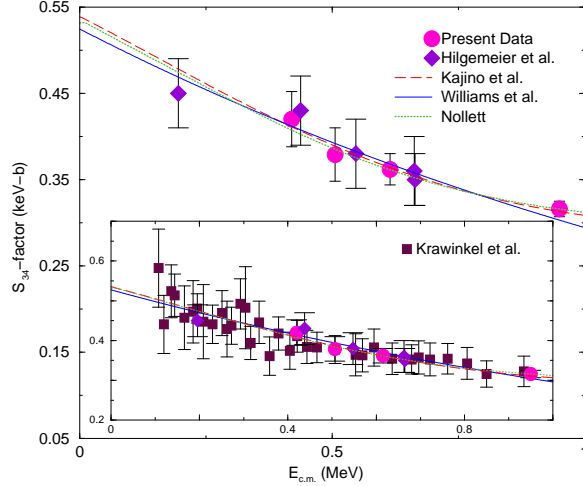 0.55
Present Data
Hilgemeier et al.
Kajino et al.
0.45
Williams et al.
Nollett
0.35
S₃₄-factor (keV-b)
0.25
0.6
Krawinkel et al.
0.4
0.15
0.2
0 0.4 0.8
0.05
0 0.5 1
E_c.m. (MeV)